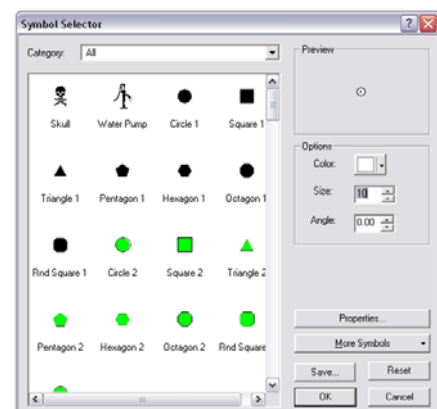 Symbol Selector
Category: All
Skull Water Pump Circle 1 Square 1
Triangle 1 Pentagon 1 Hexagon 1 Octagon 1
Rnd Square 1 Circle 2 Square 2 Triangle 2
Pentagon 2 Hexagon 2 Octagon 2 Rnd Square
Preview
Options
Color:
Size: 10
Angle: 0.00
Properties...
More Symbols
Save... Reset
OK Cancel